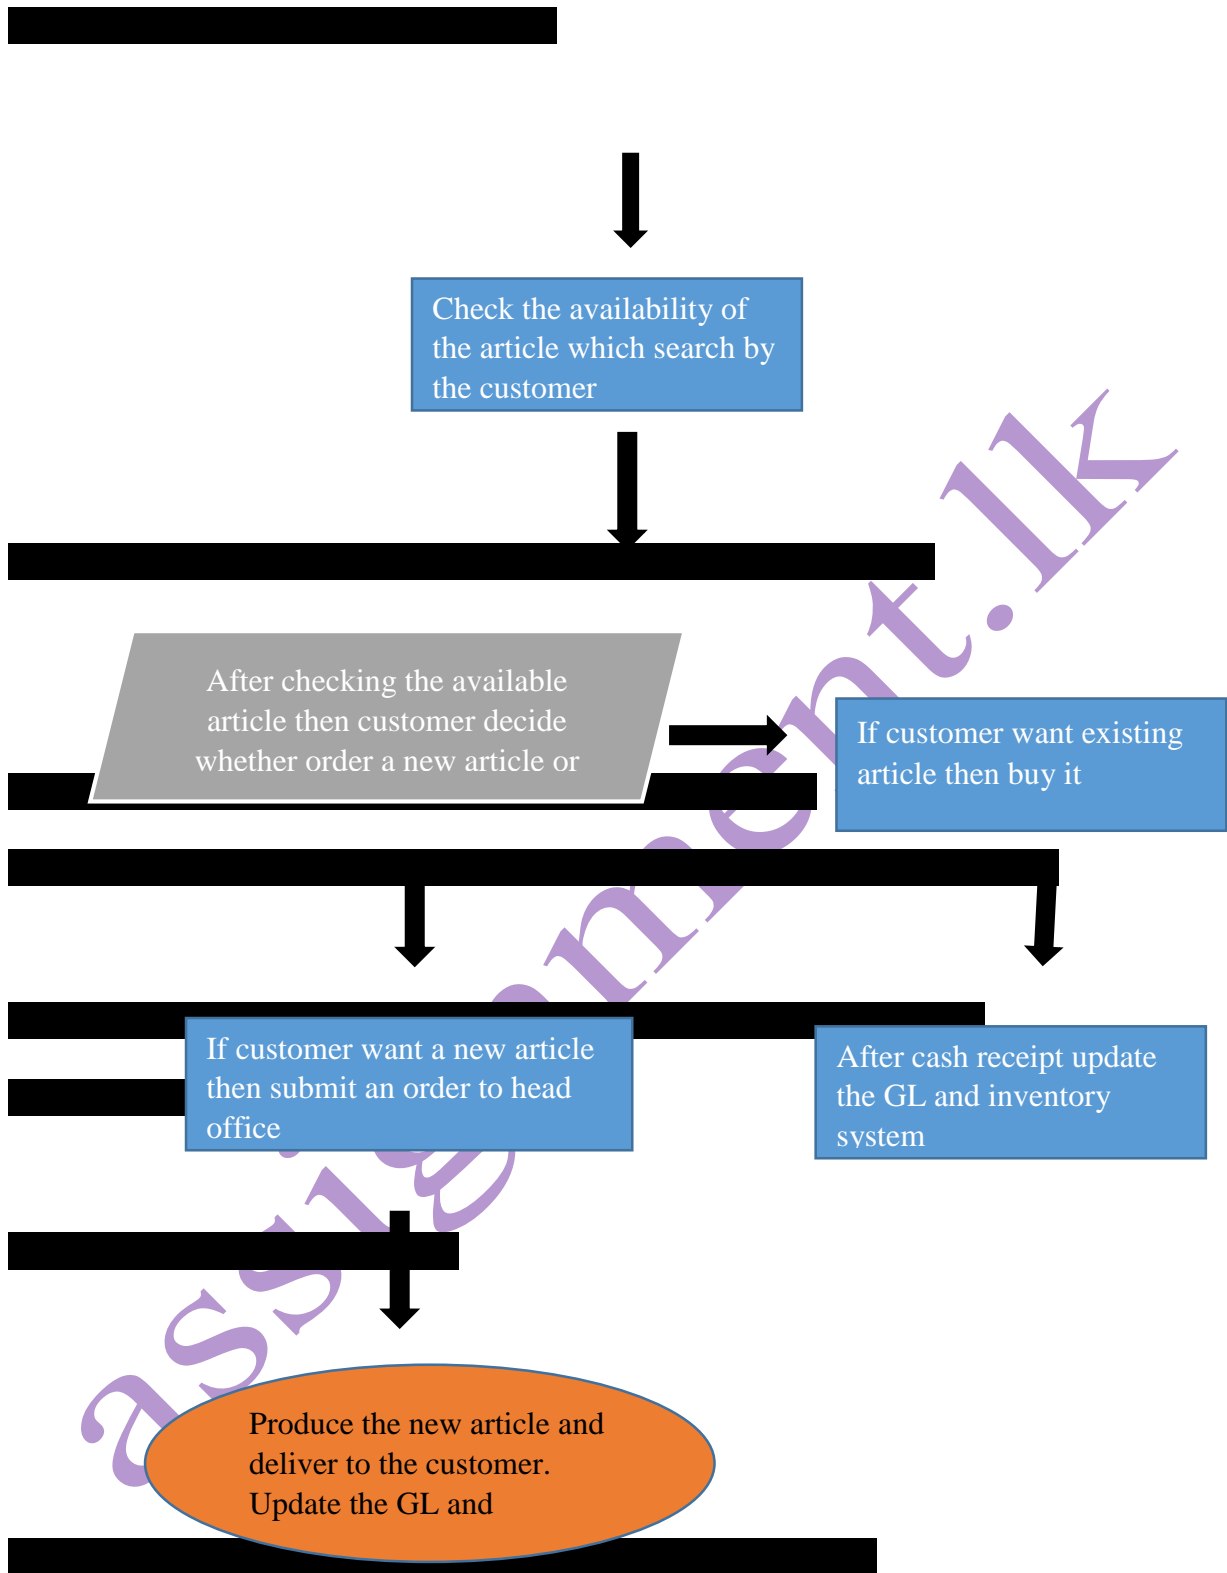 Check the availability of
the article which search by
the customer
After checking the available
article then customer decide
whether order a new article or
If customer want existing
article then buy it
If customer want a new article
then submit an order to head
office
After cash receipt update
the GL and inventory
system
Produce the new article and
deliver to the customer.
Update the GL and
assignment.lk